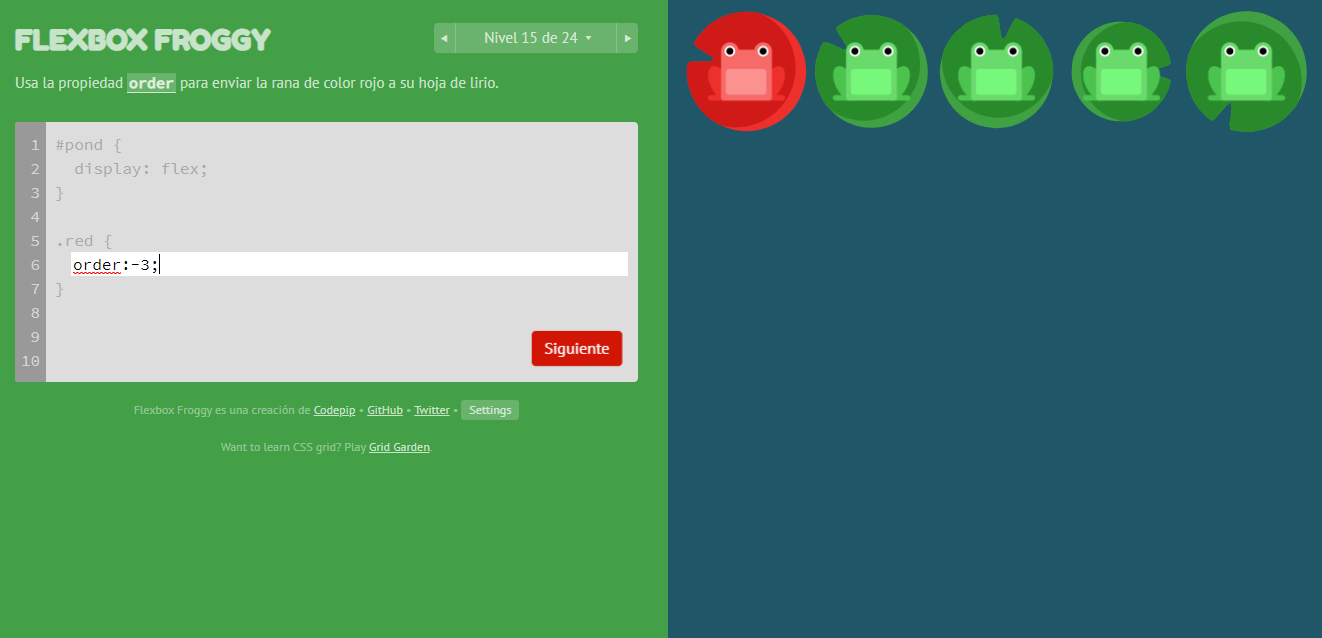 FLEXBOX FROGGY
◄ Nivel 15 de 24 ▾ ►
Usa la propiedad order para enviar la rana de color rojo a su hoja de lirio.
1 #pond {
2   display: flex;
3 }
4
5 .red {
6   order:-3;
7 }
8
9
10
Siguiente
Flexbox Froggy es una creación de Codepip • GitHub • Twitter • Settings
Want to learn CSS grid? Play Grid Garden.